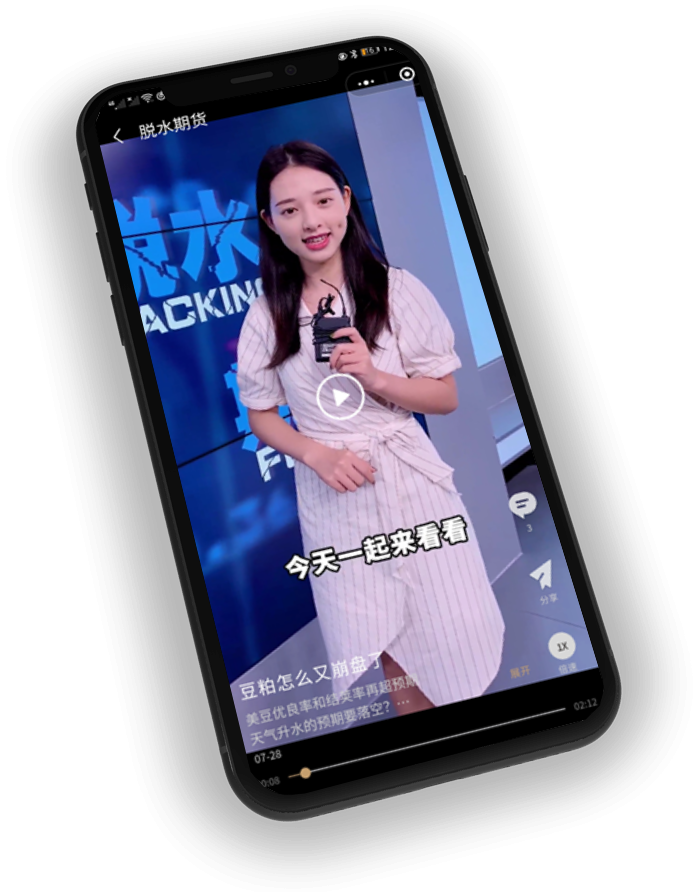 脱水期货
脱水
ACKING
F
今天一起来看看
3
分享
1X
倍速
豆粕怎么又崩盘了
美豆优良率和结荚率再超预期
天气升水的预期要落空？…
展开
07-28
0:08
02:12